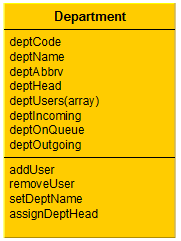 Department
deptCode
deptName
deptAbbrv
deptHead
deptUsers(array)
deptIncoming
deptOnQueue
deptOutgoing
addUser
removeUser
setDeptName
assignDeptHead